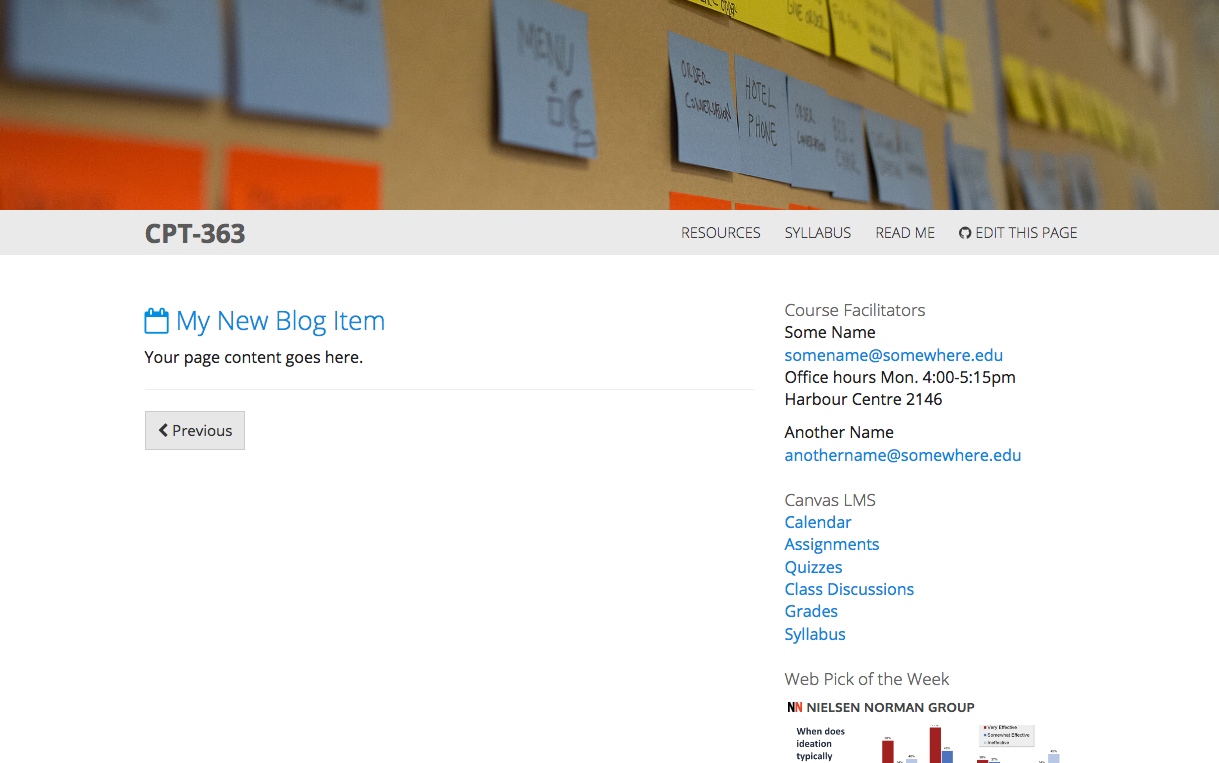 GIVE ORDER
MENU
ORDER
CONVERSATION
HOTEL
PHONE
ORDER
CPT-363
RESOURCES
SYLLABUS
READ ME
EDIT THIS PAGE
My New Blog Item
Your page content goes here.
Previous
Course Facilitators
Some Name
somename@somewhere.edu
Office hours Mon. 4:00-5:15pm
Harbour Centre 2146
Another Name
anothername@somewhere.edu
Canvas LMS
Calendar
Assignments
Quizzes
Class Discussions
Grades
Syllabus
Web Pick of the Week
NN NIELSEN NORMAN GROUP
When does
ideation
typically
Very Effective
Somewhat Effective
Ineffective